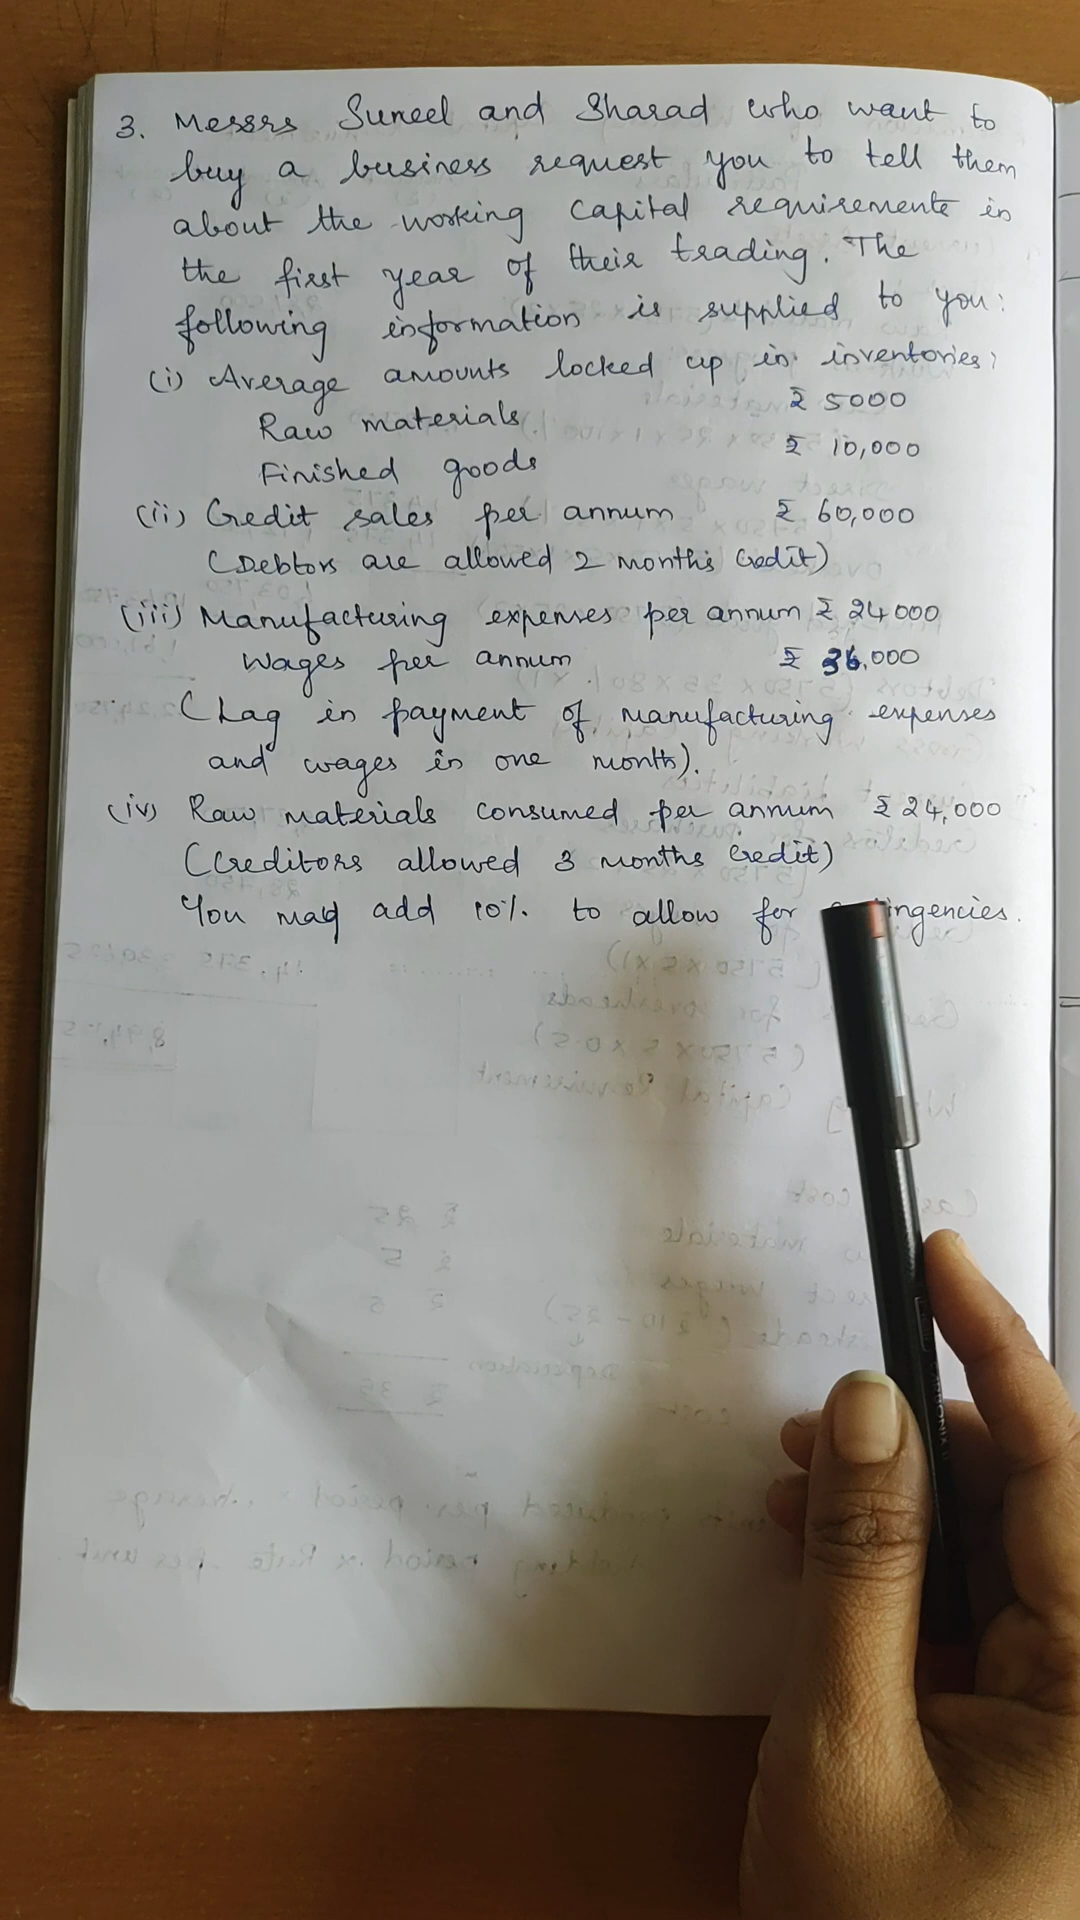 3. Messrs Suneel and Sharad who want to
buy a business request you to tell them
about the working capital requirements in
the first year of their trading. The
following information is supplied to you:
(i) Average amounts locked up in inventories:
Raw materials ₹ 5000
Finished goods ₹ 10,000
(ii) Credit sales per annum ₹ 60,000
(Debtors are allowed 2 months credit)
(iii) Manufacturing expenses per annum ₹ 24000
Wages per annum ₹ 36,000
(Lag in payment of manufacturing expenses
and wages is one month).
(iv) Raw materials consumed per annum ₹ 24,000
(Creditors allowed 3 months credit)
You may add 10% to allow for